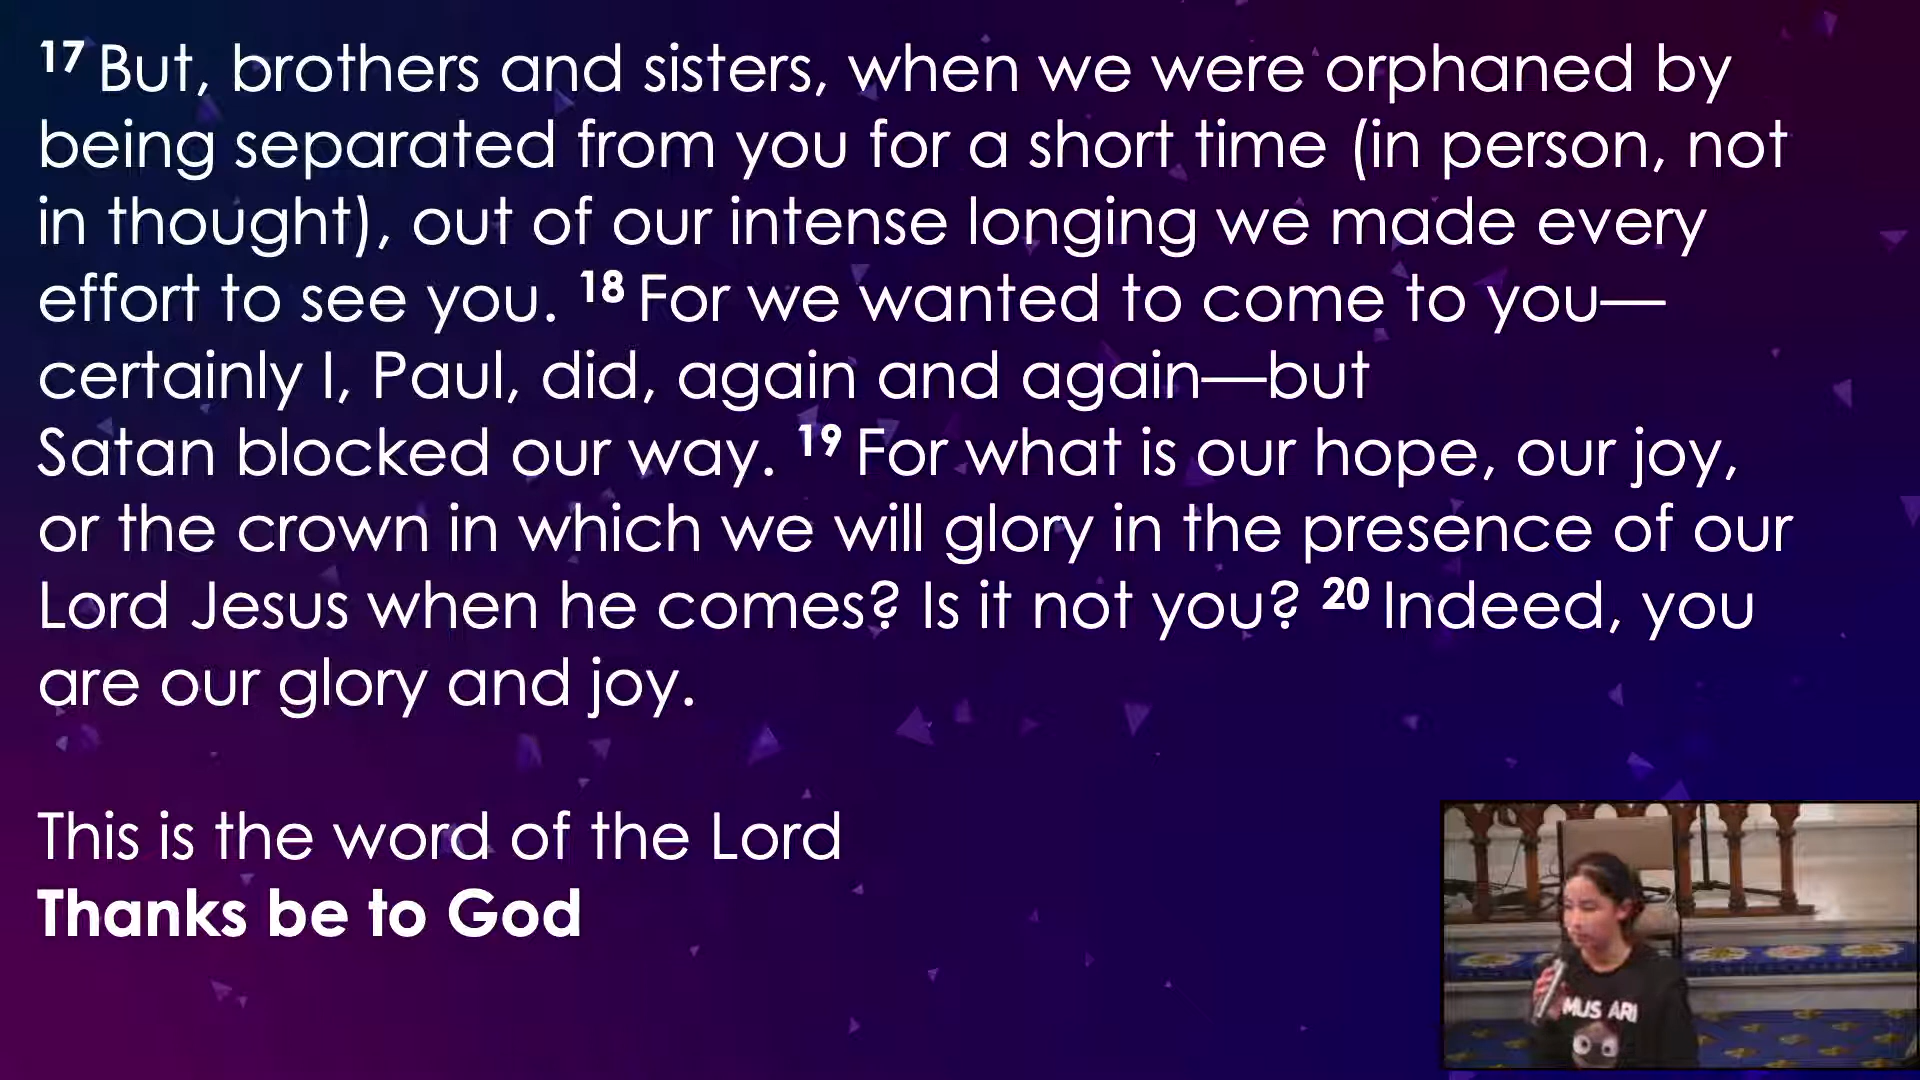 17 But, brothers and sisters, when we were orphaned by
being separated from you for a short time (in person, not
in thought), out of our intense longing we made every
effort to see you. 18 For we wanted to come to you—
certainly I, Paul, did, again and again—but
Satan blocked our way. 19 For what is our hope, our joy,
or the crown in which we will glory in the presence of our
Lord Jesus when he comes? Is it not you? 20 Indeed, you
are our glory and joy.
This is the word of the Lord
Thanks be to God
MUS ARI